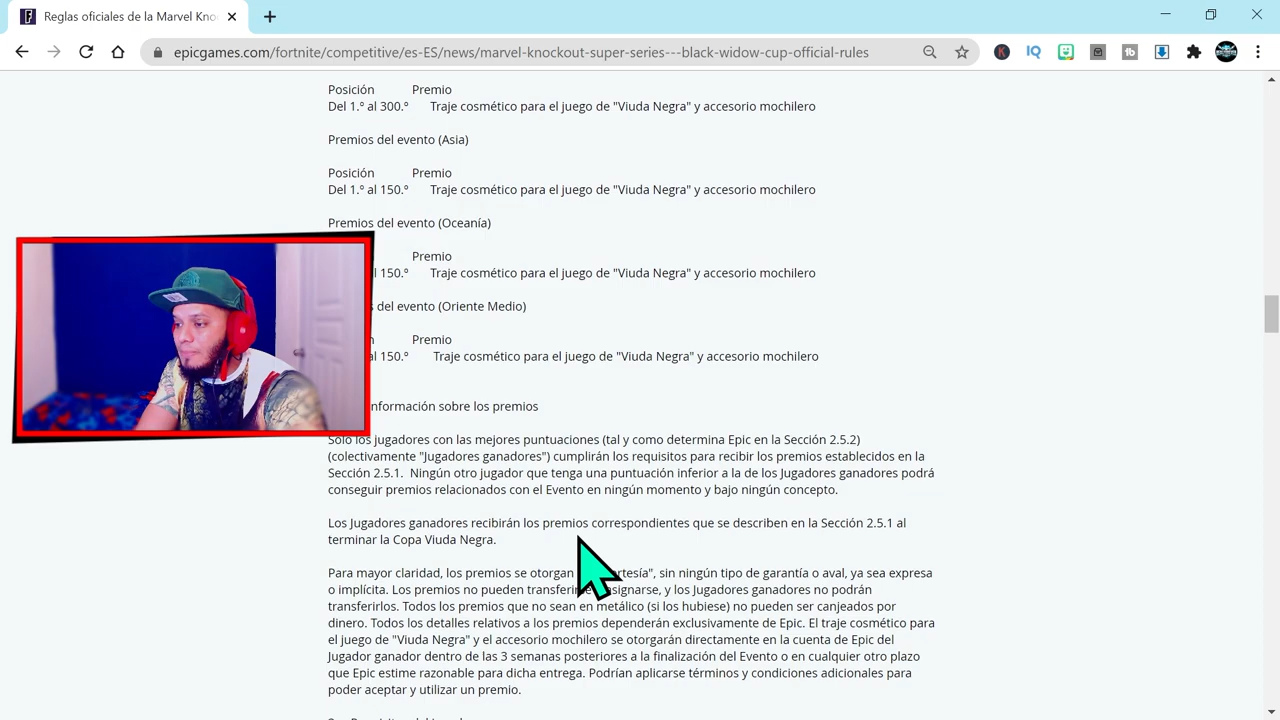 Reglas oficiales de la Marvel Kno
epicgames.com/fortnite/competitive/es-ES/news/marvel-knockout-super-series---black-widow-cup-official-rules
Posición Premio
Del 1.º al 300.º Traje cosmético para el juego de "Viuda Negra" y accesorio mochilero
Premios del evento (Asia)
Posición Premio
Del 1.º al 150.º Traje cosmético para el juego de "Viuda Negra" y accesorio mochilero
Premios del evento (Oceanía)
Premio
al 150.º Traje cosmético para el juego de "Viuda Negra" y accesorio mochilero
del evento (Oriente Medio)
Premio
al 150.º Traje cosmético para el juego de "Viuda Negra" y accesorio mochilero
nformación sobre los premios
Solo los jugadores con las mejores puntuaciones (tal y como determina Epic en la Sección 2.5.2)
(colectivamente "Jugadores ganadores") cumplirán los requisitos para recibir los premios establecidos en la
Sección 2.5.1. Ningún otro jugador que tenga una puntuación inferior a la de los Jugadores ganadores podrá
conseguir premios relacionados con el Evento en ningún momento y bajo ningún concepto.
Los Jugadores ganadores recibirán los premios correspondientes que se describen en la Sección 2.5.1 al
terminar la Copa Viuda Negra.
Para mayor claridad, los premios se otorgan rtesía", sin ningún tipo de garantía o aval, ya sea expresa
o implícita. Los premios no pueden transferir signarse, y los Jugadores ganadores no podrán
transferirlos. Todos los premios que no sean en metálico (si los hubiese) no pueden ser canjeados por
dinero. Todos los detalles relativos a los premios dependerán exclusivamente de Epic. El traje cosmético para
el juego de "Viuda Negra" y el accesorio mochilero se otorgarán directamente en la cuenta de Epic del
Jugador ganador dentro de las 3 semanas posteriores a la finalización del Evento o en cualquier otro plazo
que Epic estime razonable para dicha entrega. Podrían aplicarse términos y condiciones adicionales para
poder aceptar y utilizar un premio.